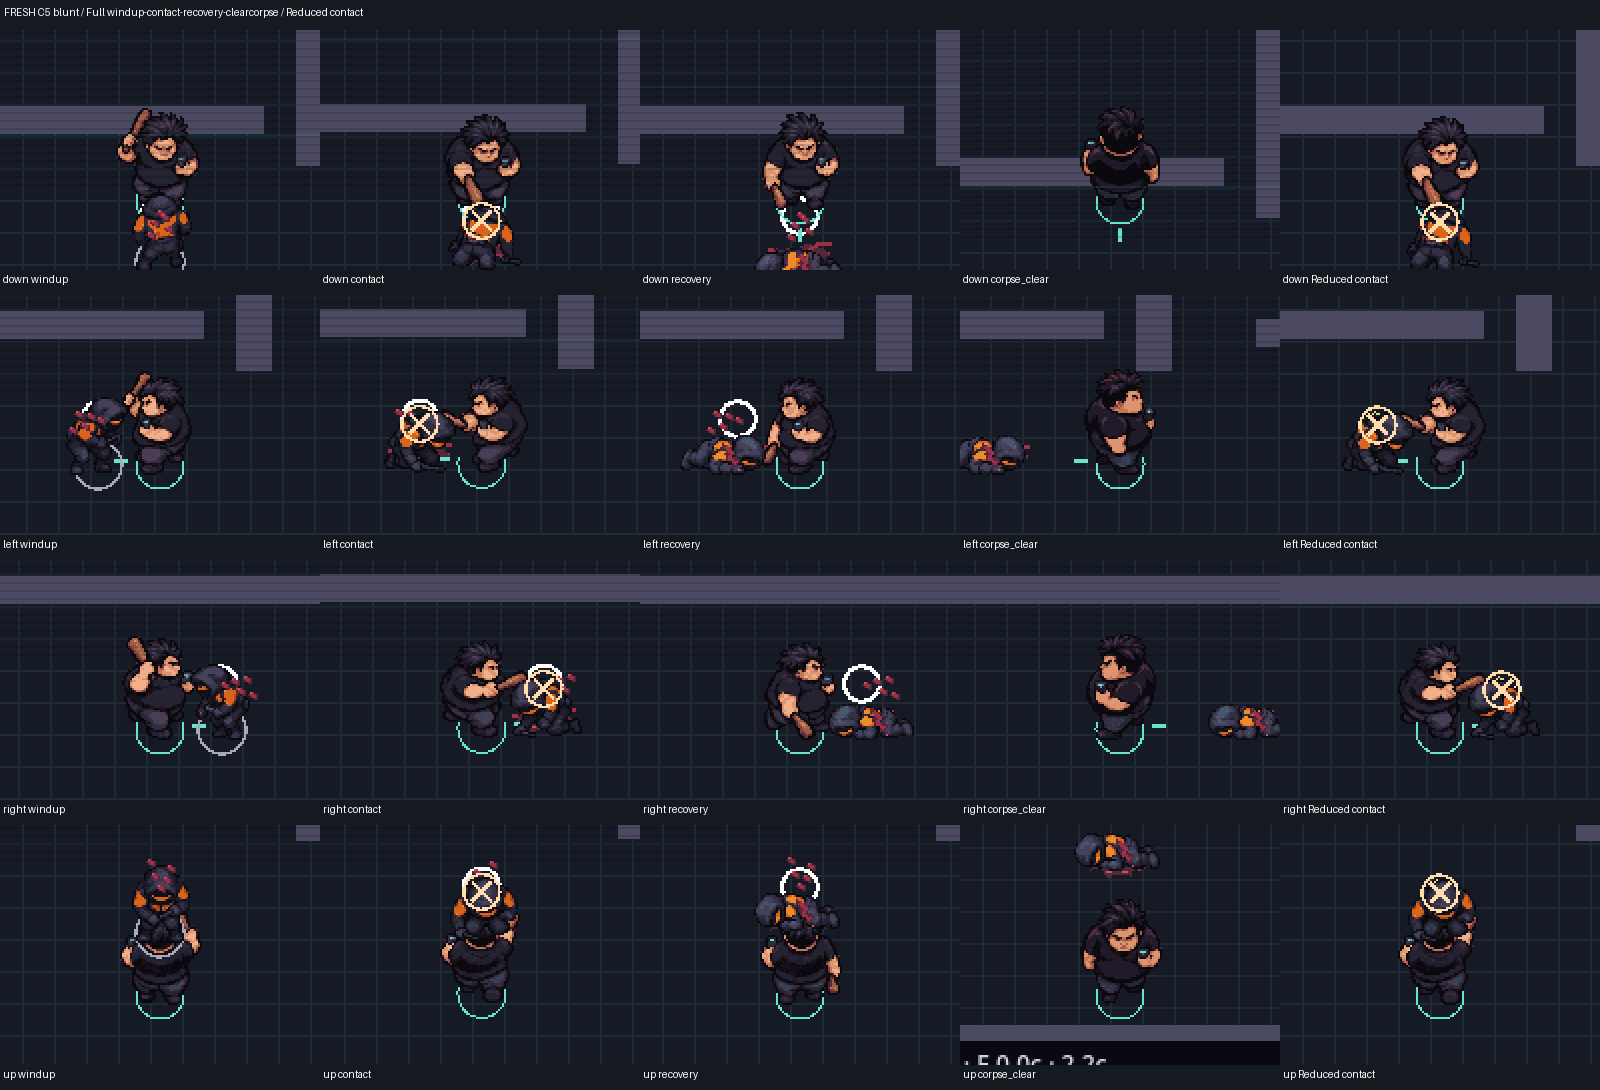 FRESH C5 blunt / Full windup-contact-recovery-clearcorpse / Reduced contact
down windup
down contact
down recovery
down corpse_clear
down Reduced contact
left windup
left contact
left recovery
left corpse_clear
left Reduced contact
right windup
right contact
right recovery
right corpse_clear
right Reduced contact
up windup
up contact
up recovery
up corpse_clear
up Reduced contact